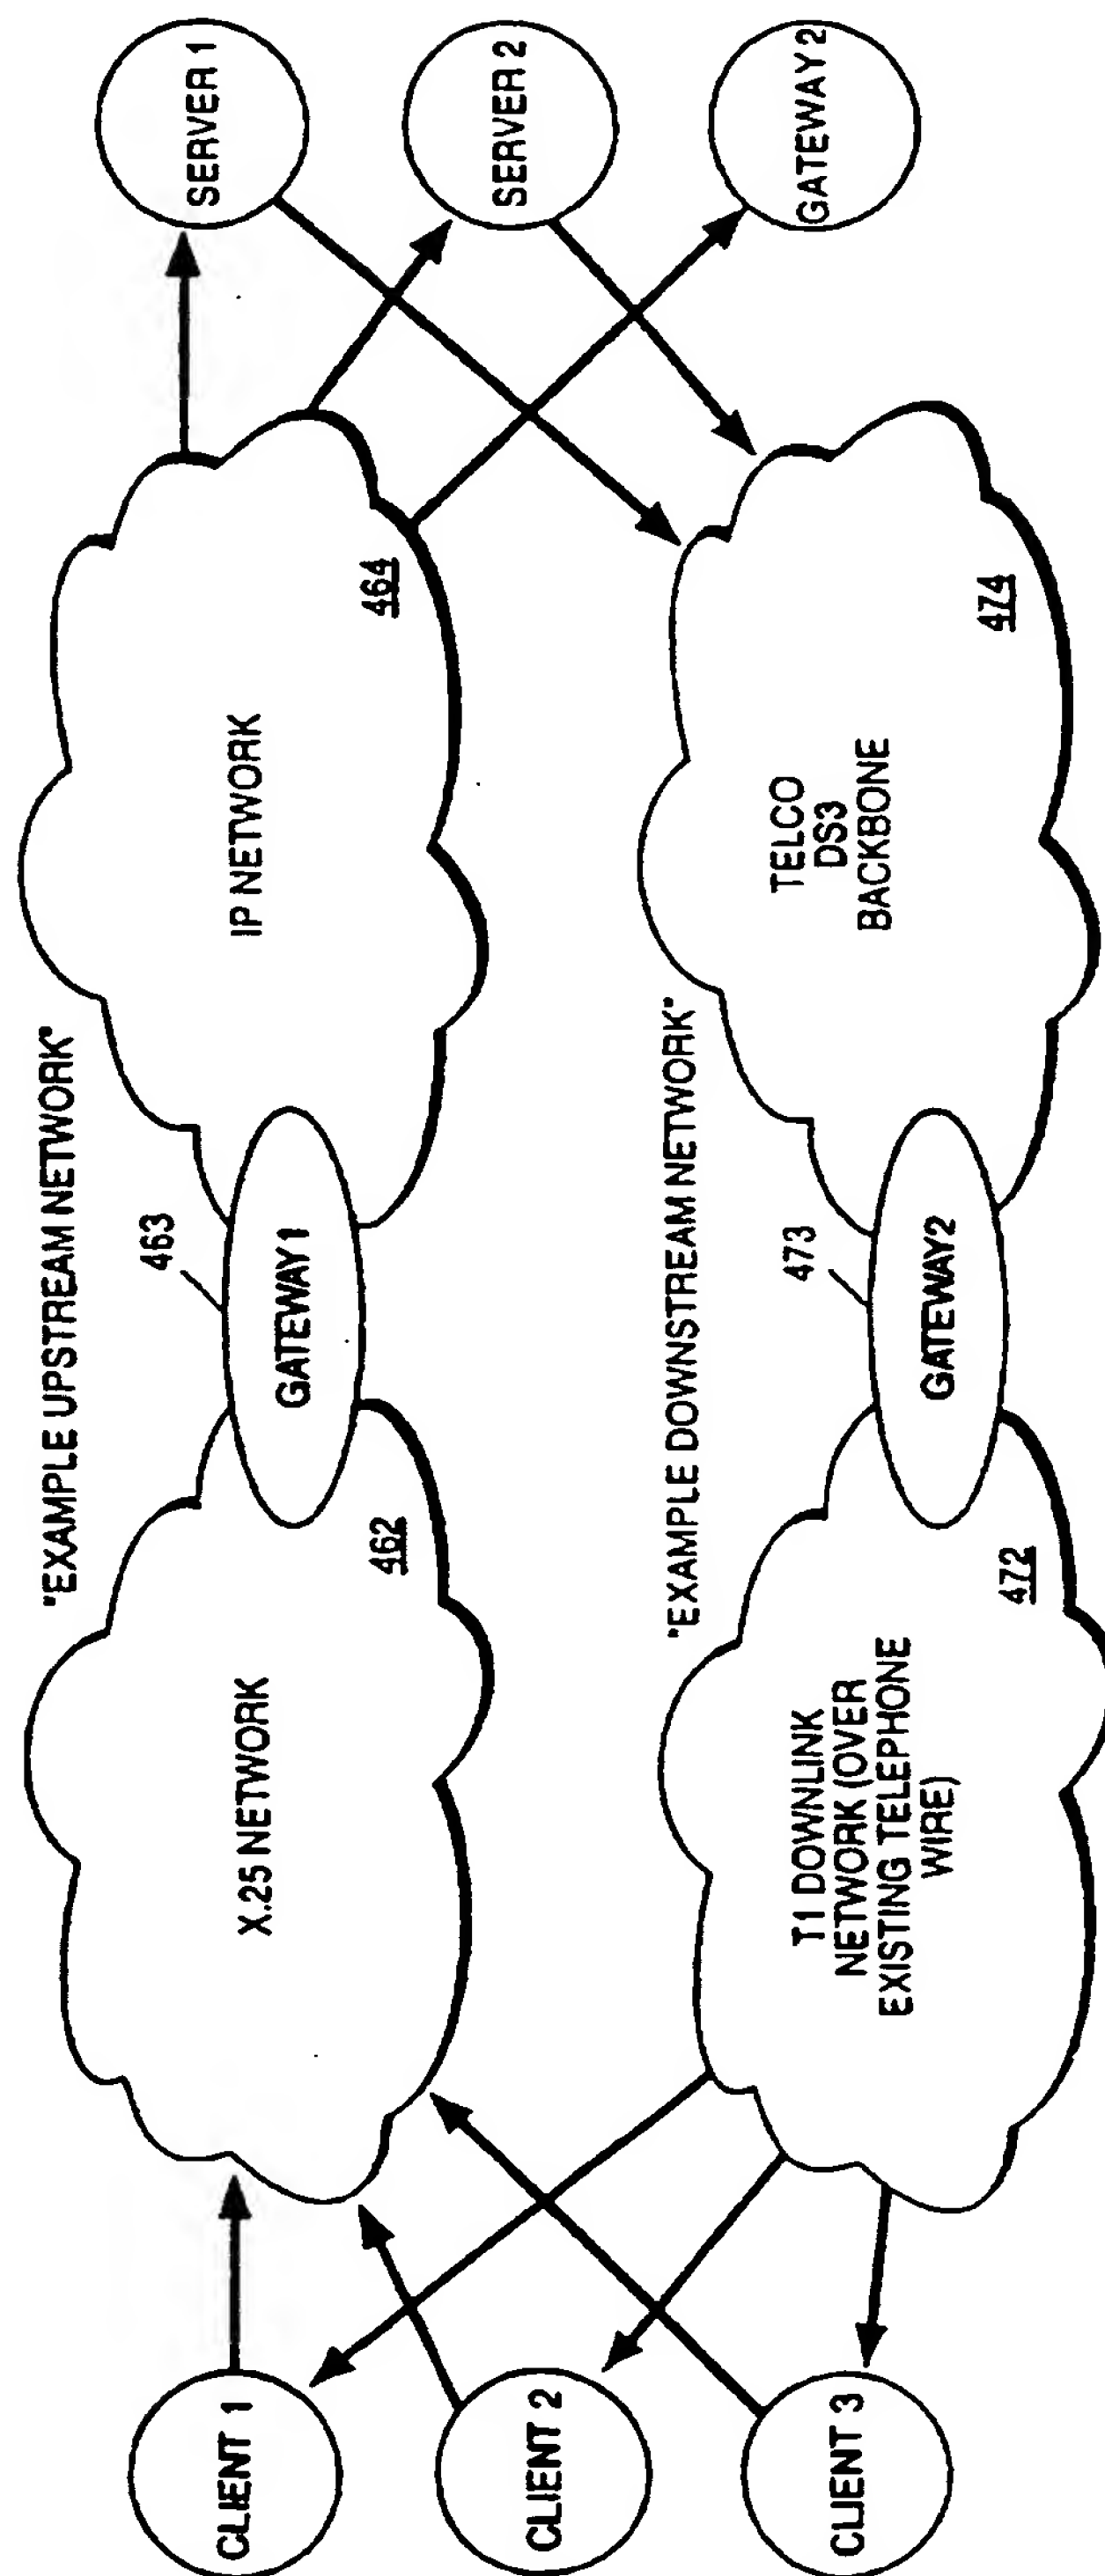 "EXAMPLE UPSTREAM NETWORK"
463
CLIENT 1
X.25 NETWORK
GATEWAY1
IP NETWORK
SERVER 1
462
464
CLIENT 2
SERVER 2
"EXAMPLE DOWNSTREAM NETWORK"
473
CLIENT 3
T1 DOWNLINK
NETWORK (OVER
EXISTING TELEPHONE
WIRE)
GATEWAY2
TELCO
DS3
BACKBONE
GATEWAY 2
472
474